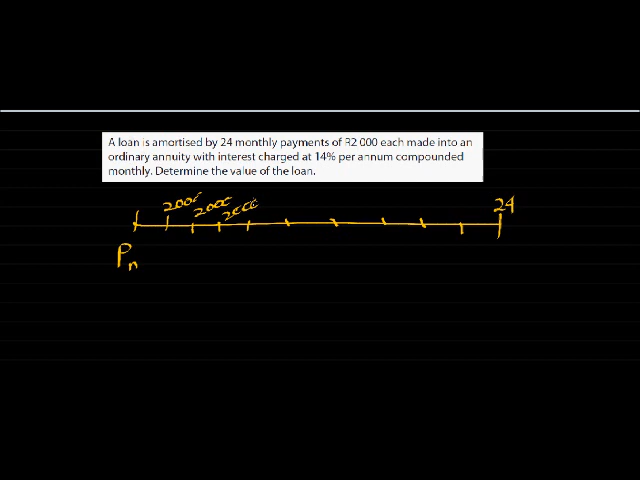 A loan is amortised by 24 monthly payments of R2 000 each made into an
ordinary annuity with interest charged at 14% per annum compounded
monthly. Determine the value of the loan.
2000 2000 2000 24
Pn